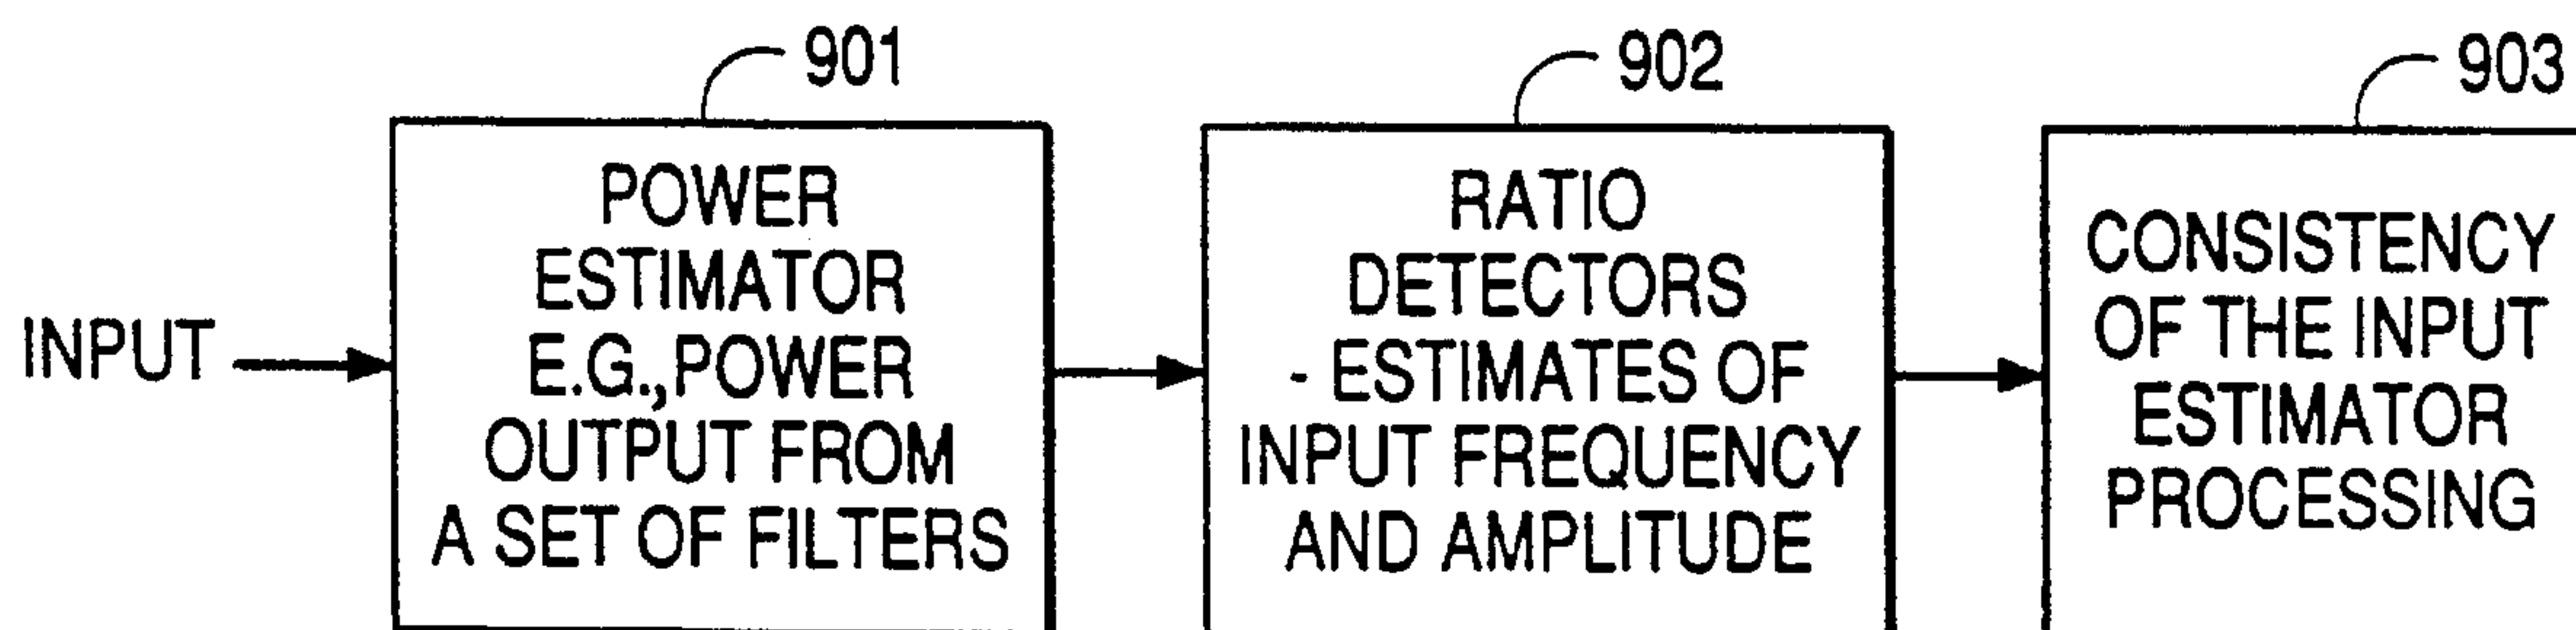 901
902
903
INPUT
POWER
ESTIMATOR
E.G.,POWER
OUTPUT FROM
A SET OF FILTERS
RATIO
DETECTORS
- ESTIMATES OF
INPUT FREQUENCY
AND AMPLITUDE
CONSISTENCY
OF THE INPUT
ESTIMATOR
PROCESSING